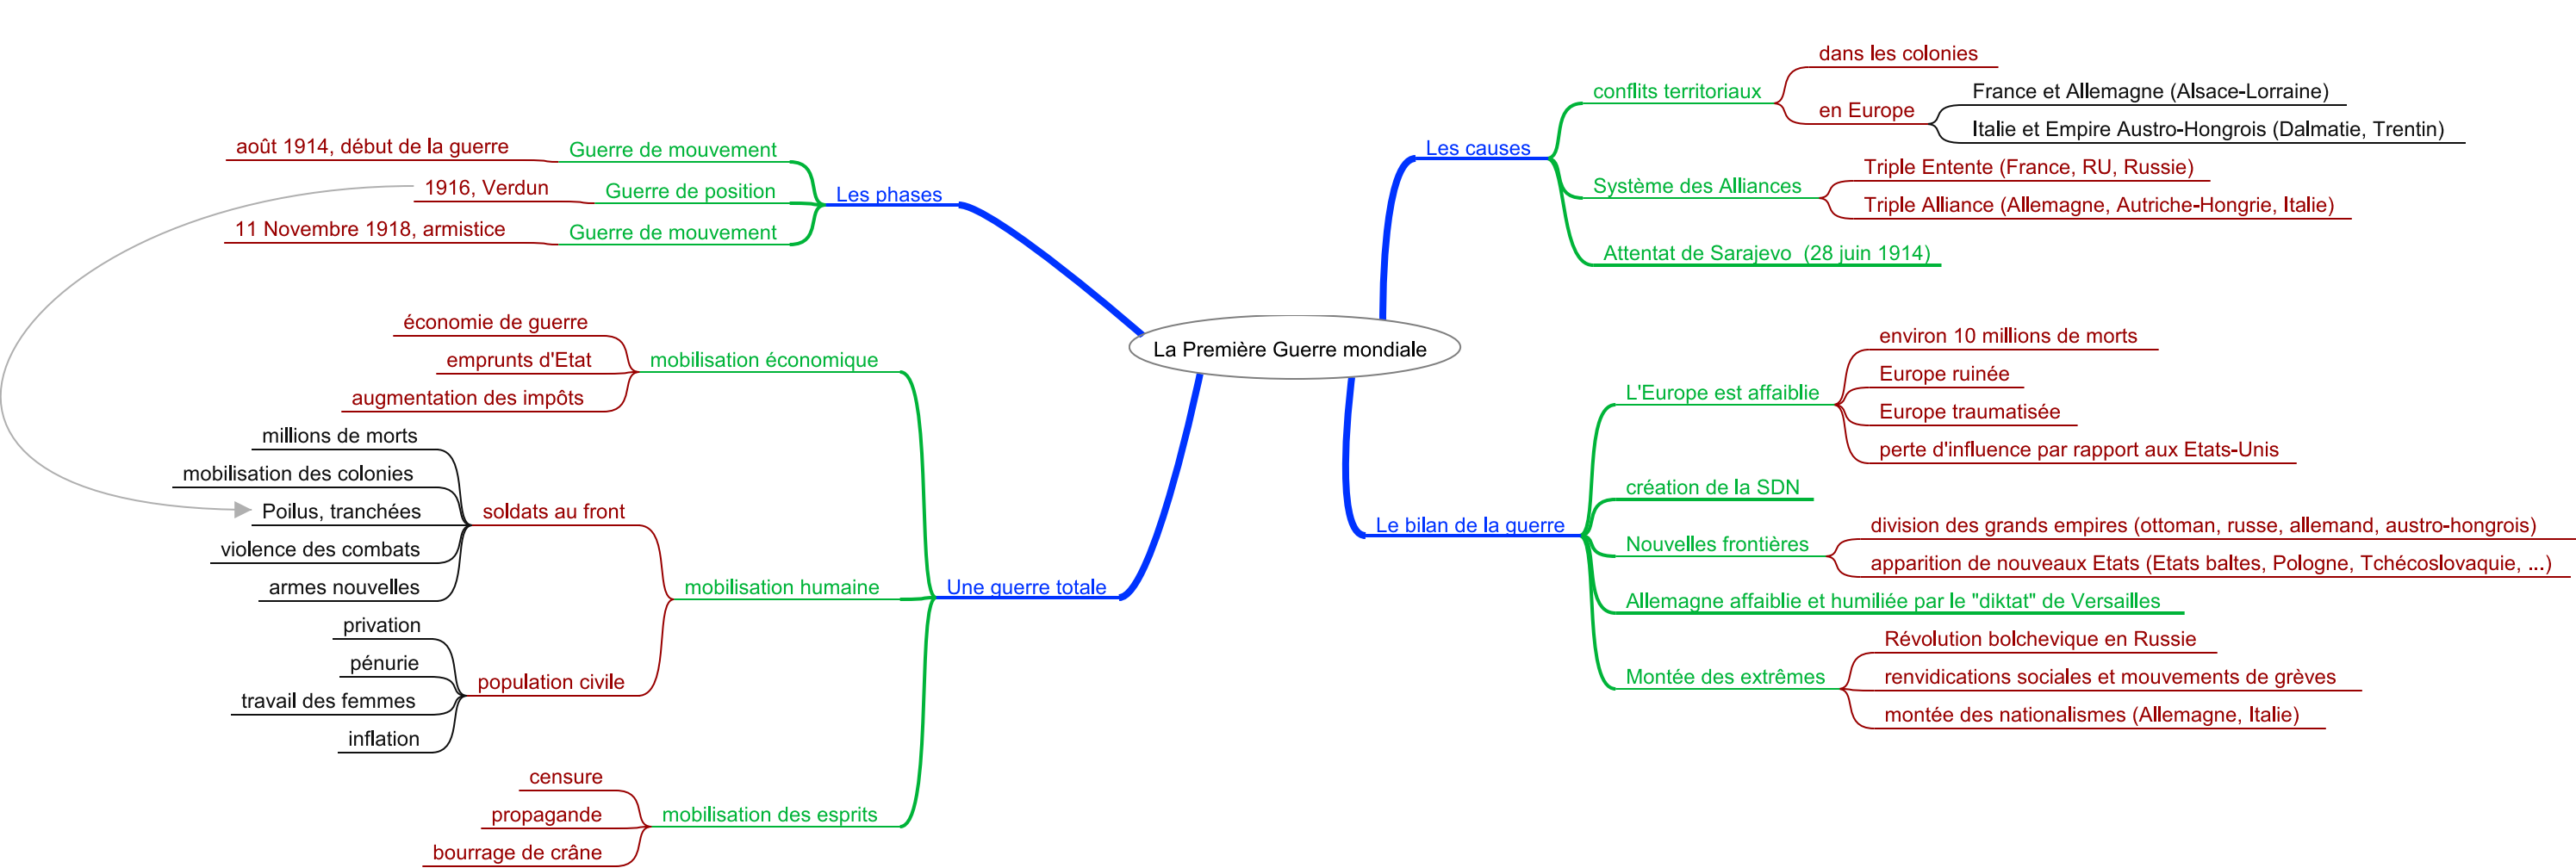 La Première Guerre mondiale
Les causes
conflits territoriaux
dans les colonies
en Europe
France et Allemagne (Alsace-Lorraine)
Italie et Empire Austro-Hongrois (Dalmatie, Trentin)
Système des Alliances
Triple Entente (France, RU, Russie)
Triple Alliance (Allemagne, Autriche-Hongrie, Italie)
Attentat de Sarajevo  (28 juin 1914)
Le bilan de la guerre
L'Europe est affaiblie
environ 10 millions de morts
Europe ruinée
Europe traumatisée
perte d'influence par rapport aux Etats-Unis
création de la SDN
Nouvelles frontières
division des grands empires (ottoman, russe, allemand, austro-hongrois)
apparition de nouveaux Etats (Etats baltes, Pologne, Tchécoslovaquie, ...)
Allemagne affaiblie et humiliée par le "diktat" de Versailles
Montée des extrêmes
Révolution bolchevique en Russie
renvidications sociales et mouvements de grèves
montée des nationalismes (Allemagne, Italie)
Les phases
Guerre de mouvement
août 1914, début de la guerre
Guerre de position
1916, Verdun
Guerre de mouvement
11 Novembre 1918, armistice
Une guerre totale
mobilisation économique
économie de guerre
emprunts d'Etat
augmentation des impôts
mobilisation humaine
soldats au front
millions de morts
mobilisation des colonies
Poilus, tranchées
violence des combats
armes nouvelles
population civile
privation
pénurie
travail des femmes
inflation
mobilisation des esprits
censure
propagande
bourrage de crâne